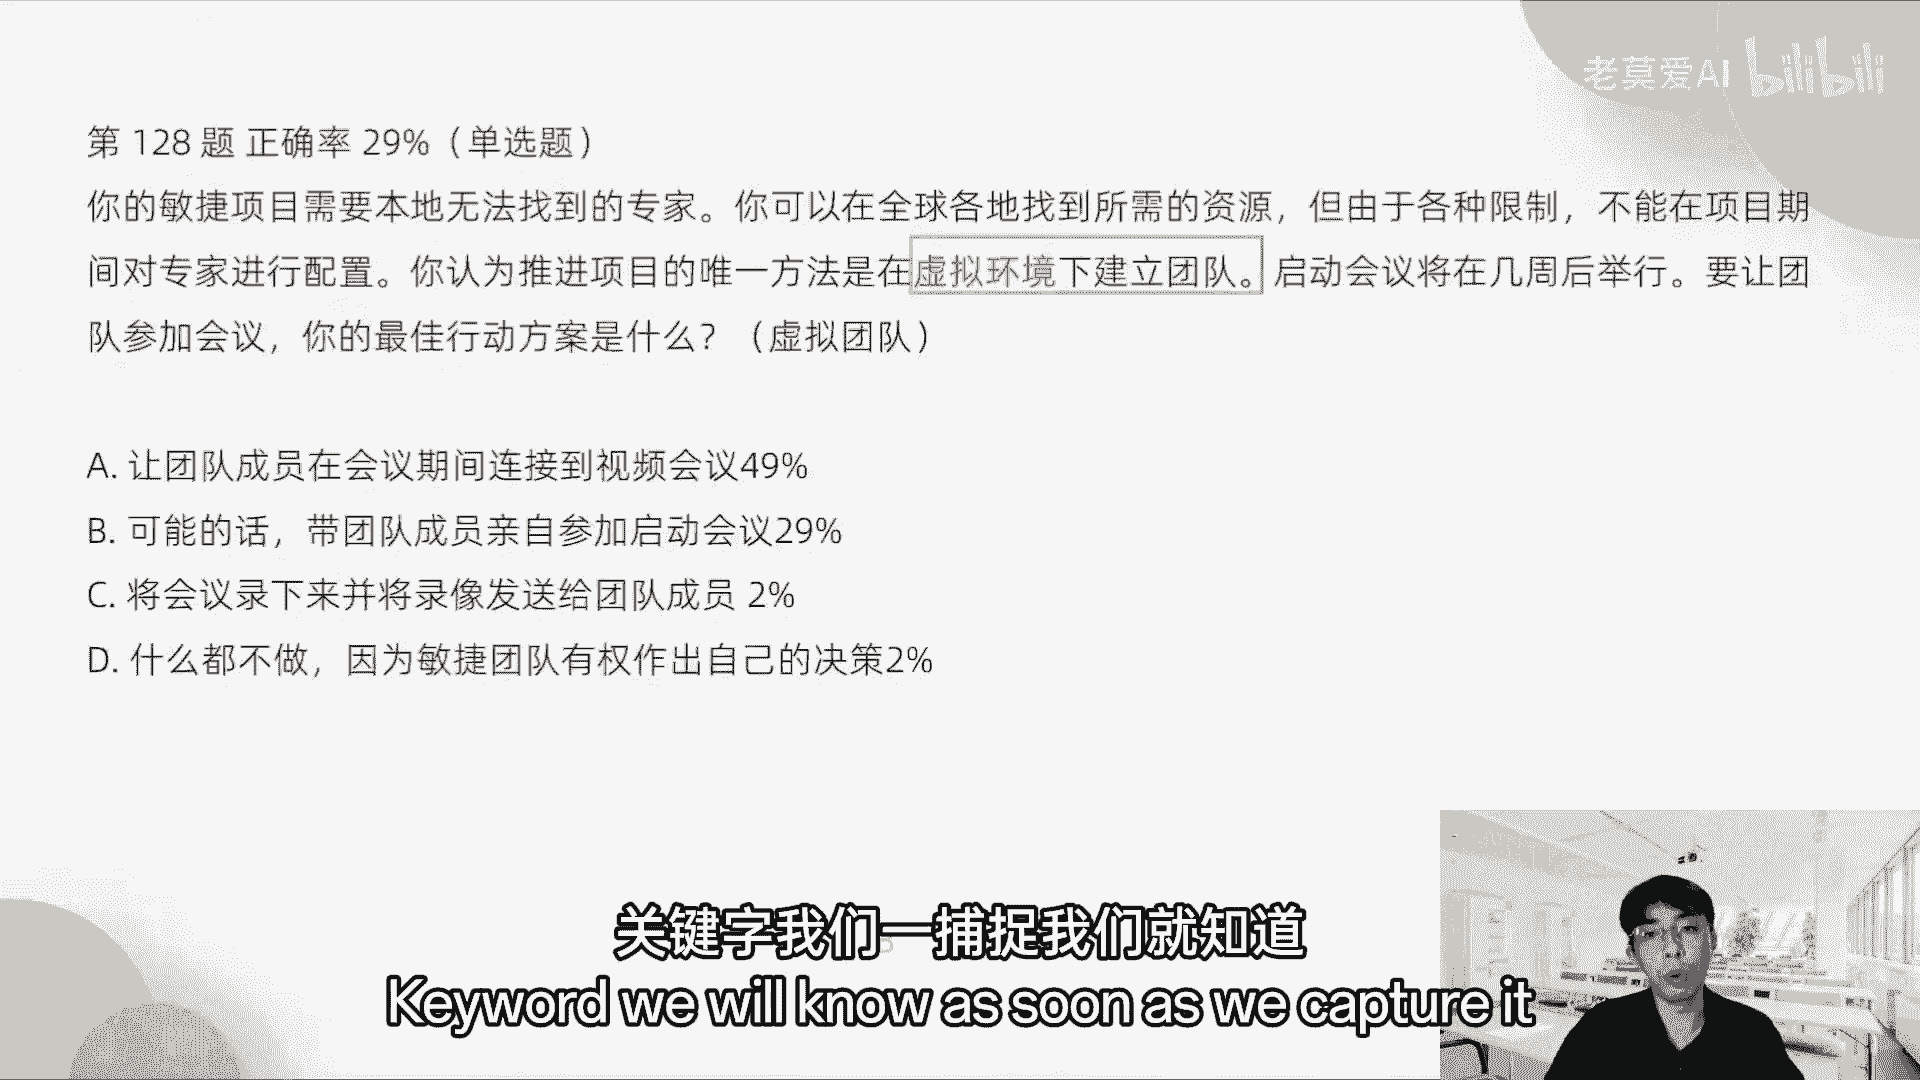 老莫爱AI bilibili
第 128 题 正确率 29%（单选题）
你的敏捷项目需要本地无法找到的专家。你可以在全球各地找到所需的资源，但由于各种限制，不能在项目期
间对专家进行配置。你认为推进项目的唯一方法是在虚拟环境下建立团队。启动会议将在几周后举行。要让团
队参加会议，你的最佳行动方案是什么？（虚拟团队）
A. 让团队成员在会议期间连接到视频会议49%
B. 可能的话，带团队成员亲自参加启动会议29%
C. 将会议录下来并将录像发送给团队成员 2%
D. 什么都不做，因为敏捷团队有权作出自己的决策2%
关键字我们一捕捉我们就知道
Keyword we will know as soon as we capture it